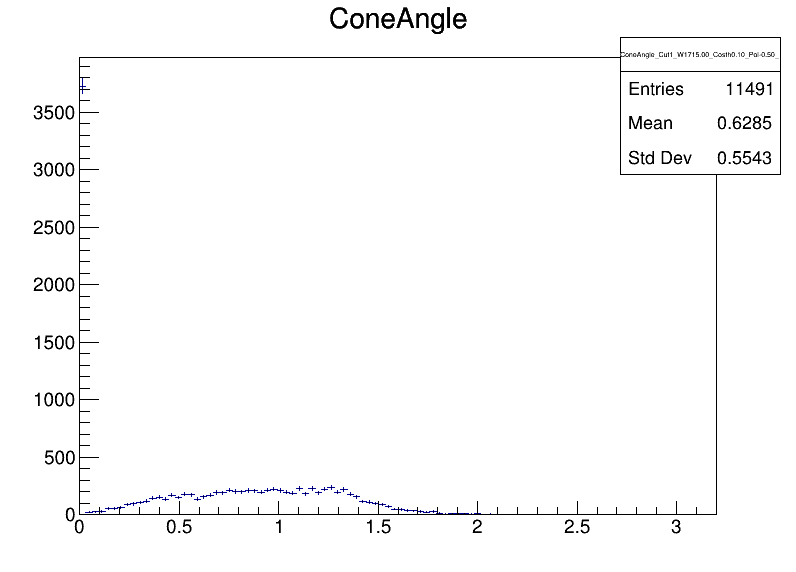 ConeAngle
ConeAngle_Cut1_W1715.00_Costh0.10_Pol-0.50_
Entries 11491
Mean 0.6285
Std Dev 0.5543
3500
3000
2500
2000
1500
1000
500
0
0 0.5 1 1.5 2 2.5 3